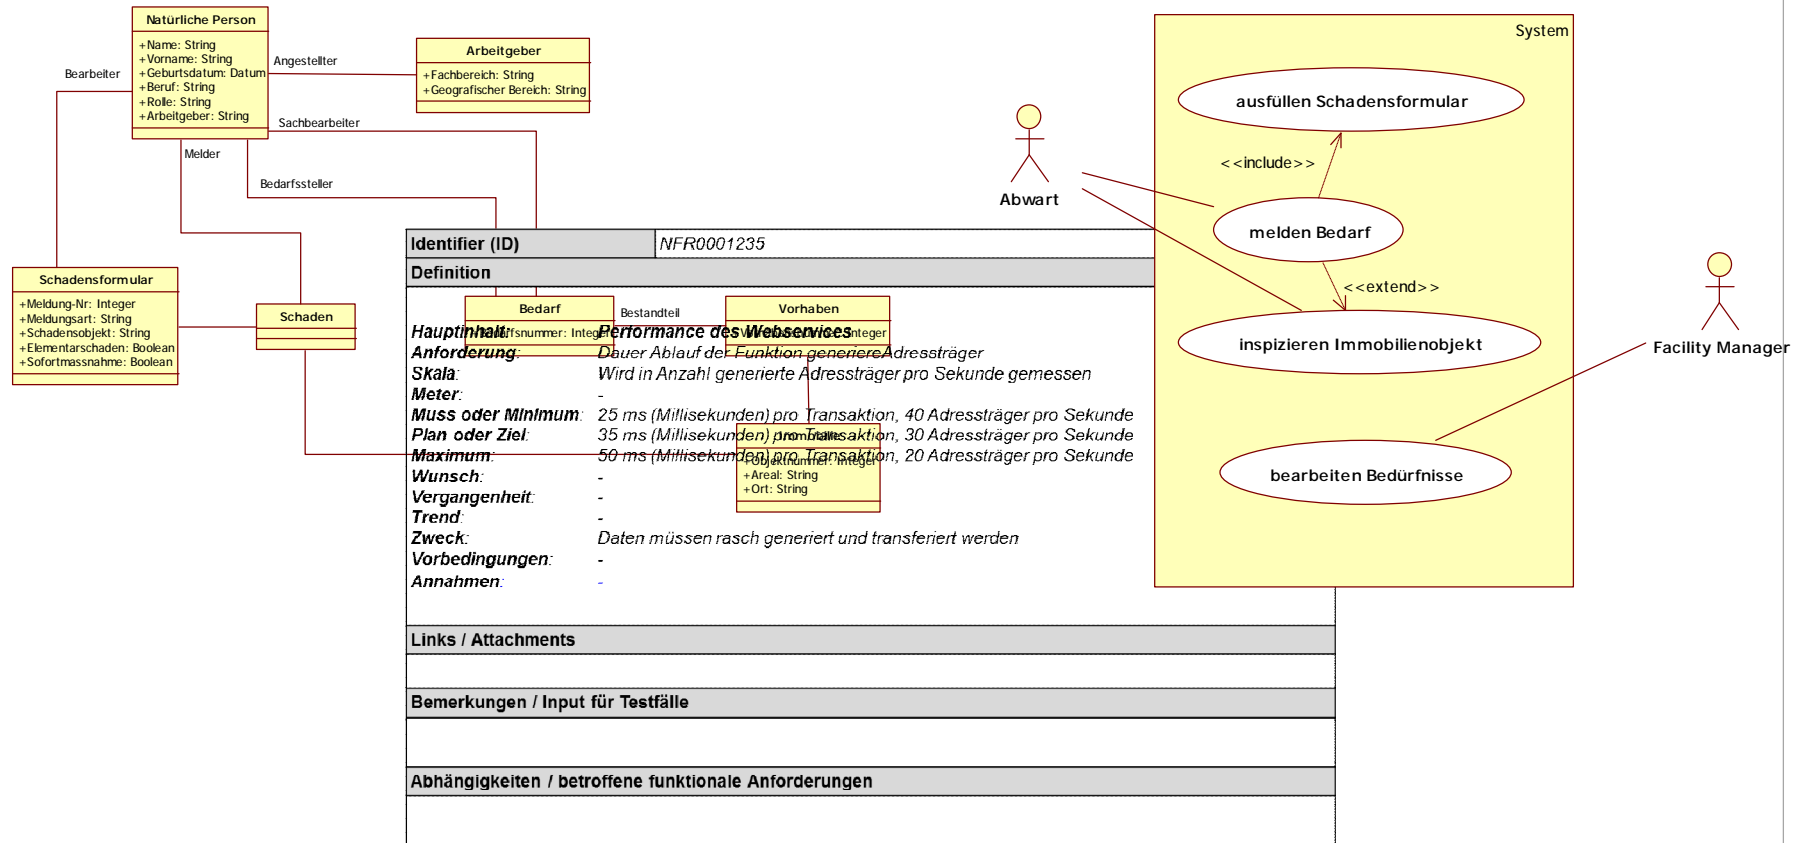 Natürliche Person
+Name: String
+Vorname: String
+Geburtsdatum: Datum
+Beruf: String
+Rolle: String
+Arbeitgeber: String
Angestellter
Arbeitgeber
+Fachbereich: String
+Geografischer Bereich: String
Bearbeiter
Sachbearbeiter
Melder
Bedarfssteller
Schadensformular
+Meldung-Nr: Integer
+Meldungsart: String
+Schadensobjekt: String
+Elementarschaden: Boolean
+Sofortmassnahme: Boolean
Schaden
Identifier (ID) NFR0001235
Definition
Bedarf
Bestandteil
Vorhaben
Hauptinhalt: Performance des Webservices
Anforderung: Dauer Ablauf der Funktion generiereAdressträger
Skala: Wird in Anzahl generierte Adressträger pro Sekunde gemessen
Meter: -
Muss oder Minimum: 25 ms (Millisekunden) pro Transaktion, 40 Adressträger pro Sekunde
Plan oder Ziel: 35 ms (Millisekunden) pro Transaktion, 30 Adressträger pro Sekunde
Maximum: 50 ms (Millisekunden) pro Transaktion, 20 Adressträger pro Sekunde
Immobilie
+Objektnummer: Integer
+Areal: String
+Ort: String
Wunsch: -
Vergangenheit: -
Trend: -
Zweck: Daten müssen rasch generiert und transferiert werden
Vorbedingungen: -
Annahmen: -
Links / Attachments
Bemerkungen / Input für Testfälle
Abhängigkeiten / betroffene funktionale Anforderungen
System
ausfüllen Schadensformular
<<include>>
Abwart
melden Bedarf
<<extend>>
inspizieren Immobilienobjekt
Facility Manager
bearbeiten Bedürfnisse